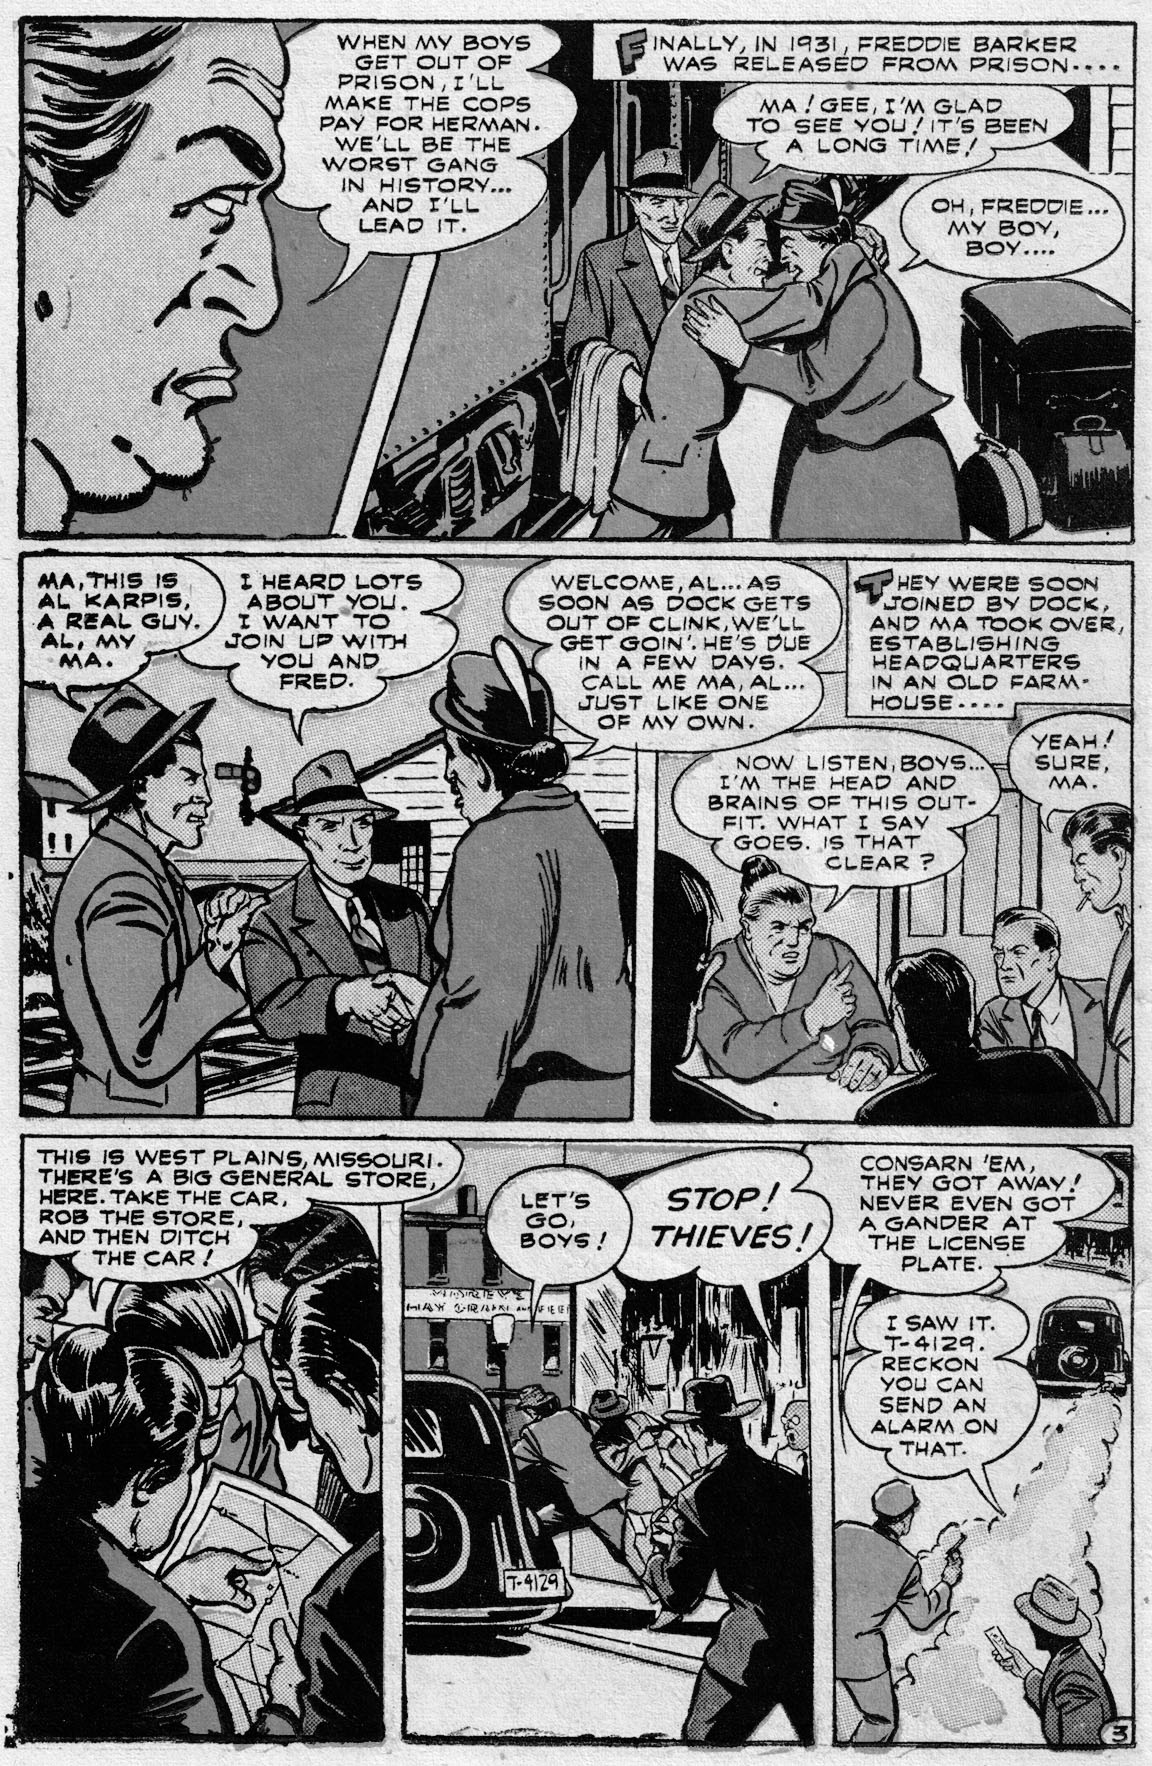 WHEN MY BOYS
GET OUT OF
PRISON, I'LL
MAKE THE COPS
PAY FOR HERMAN.
WE'LL BE THE
WORST GANG
IN HISTORY...
AND I'LL
LEAD IT.
FINALLY, IN 1931, FREDDIE BARKER
WAS RELEASED FROM PRISON....
MA! GEE, I'M GLAD
TO SEE YOU! IT'S BEEN
A LONG TIME!
OH, FREDDIE...
MY BOY,
BOY....
MA, THIS IS
AL KARPIS,
A REAL GUY.
AL, MY
MA.
I HEARD LOTS
ABOUT YOU.
I WANT TO
JOIN UP WITH
YOU AND
FRED.
WELCOME, AL... AS
SOON AS DOCK GETS
OUT OF CLINK, WE'LL
GET GOIN'. HE'S DUE
IN A FEW DAYS.
CALL ME MA, AL...
JUST LIKE ONE
OF MY OWN.
THEY WERE SOON
JOINED BY DOCK,
AND MA TOOK OVER,
ESTABLISHING
HEADQUARTERS
IN AN OLD FARM-
HOUSE....
NOW LISTEN, BOYS...
I'M THE HEAD AND
BRAINS OF THIS OUT-
FIT. WHAT I SAY
GOES. IS THAT
CLEAR?
YEAH!
SURE,
MA.
THIS IS WEST PLAINS, MISSOURI.
THERE'S A BIG GENERAL STORE,
HERE. TAKE THE CAR,
ROB THE STORE,
AND THEN DITCH
THE CAR!
LET'S
GO,
BOYS!
STOP!
THIEVES!
HAY GRAIN
T-4129
CONSARN 'EM,
THEY GOT AWAY!
NEVER EVEN GOT
A GANDER AT
THE LICENSE
PLATE.
I SAW IT.
T-4129.
RECKON
YOU CAN
SEND AN
ALARM ON
THAT.
3